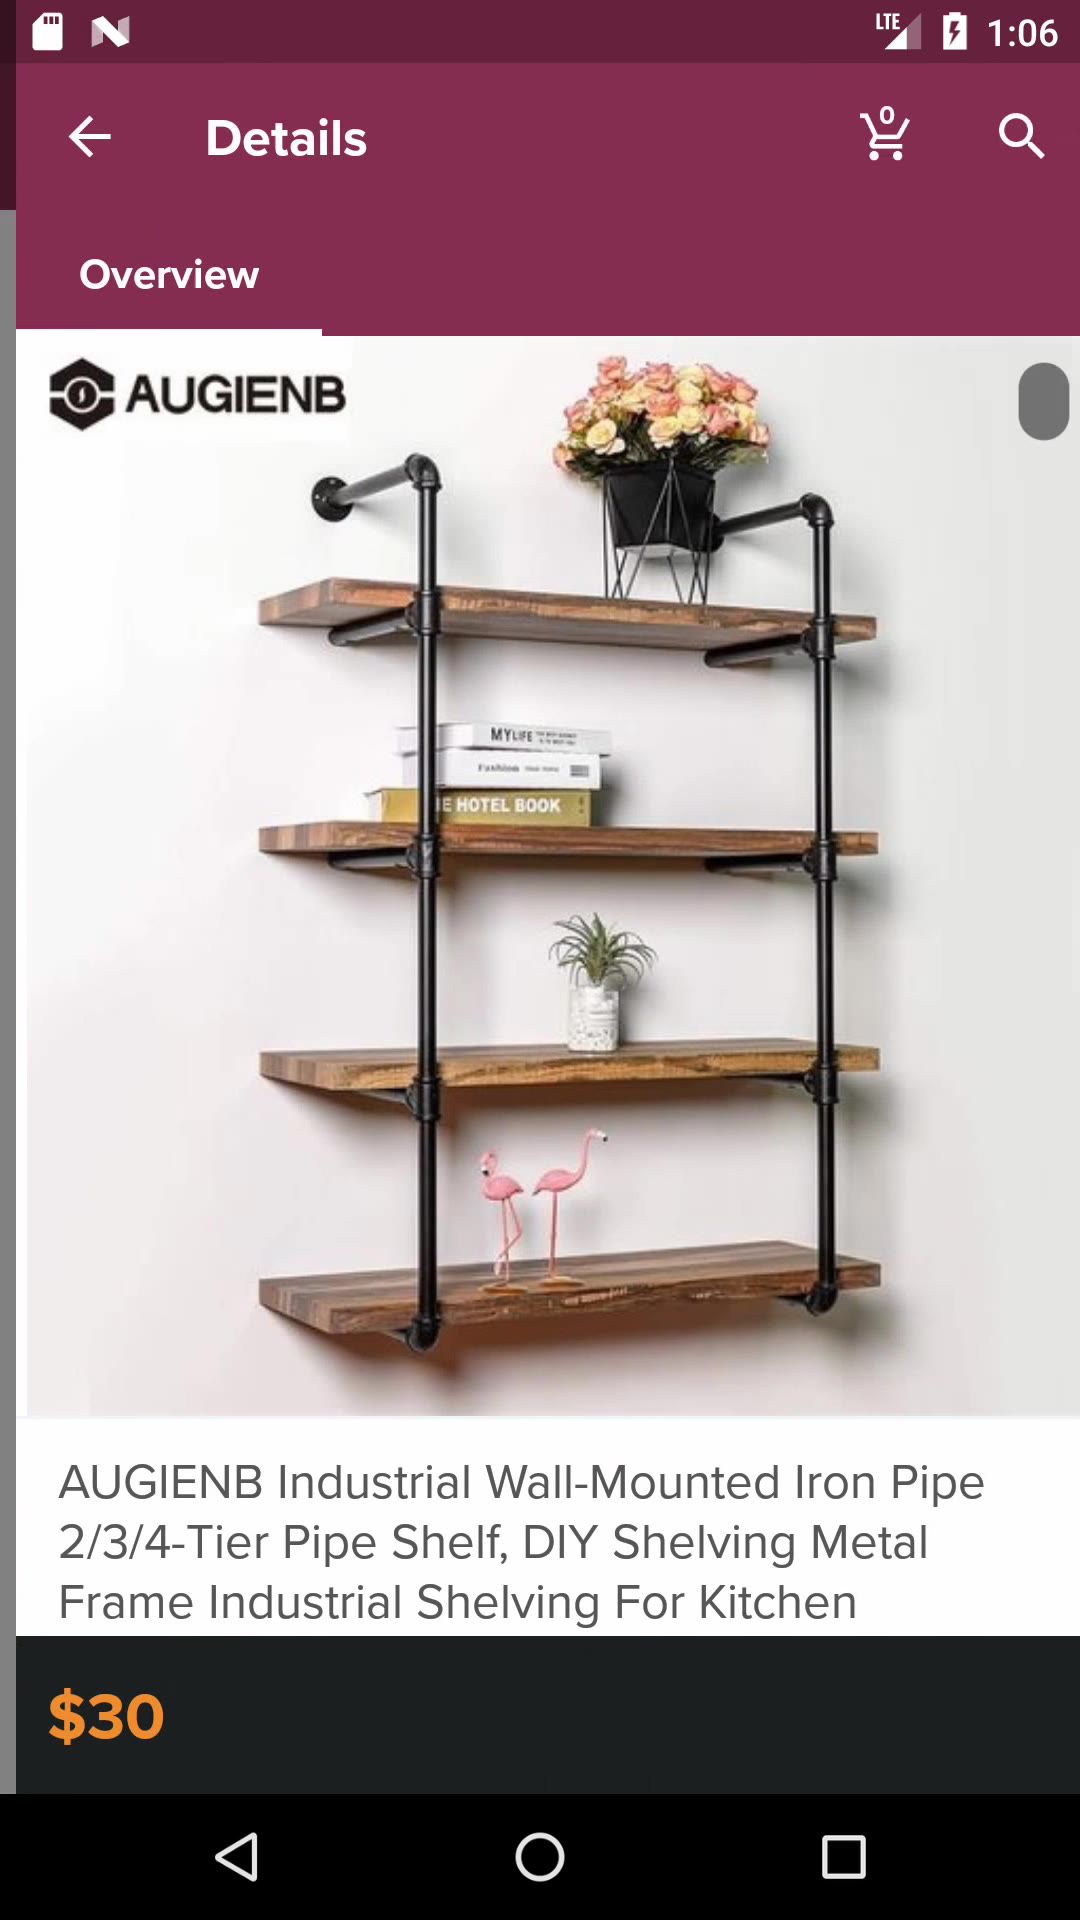 LTE 1:06
0
Details
Overview
AUGIENB
MYLIFE
Fashion
E HOTEL BOOK
AUGIENB Industrial Wall-Mounted Iron Pipe
2/3/4-Tier Pipe Shelf, DIY Shelving Metal
Frame Industrial Shelving For Kitchen
$30